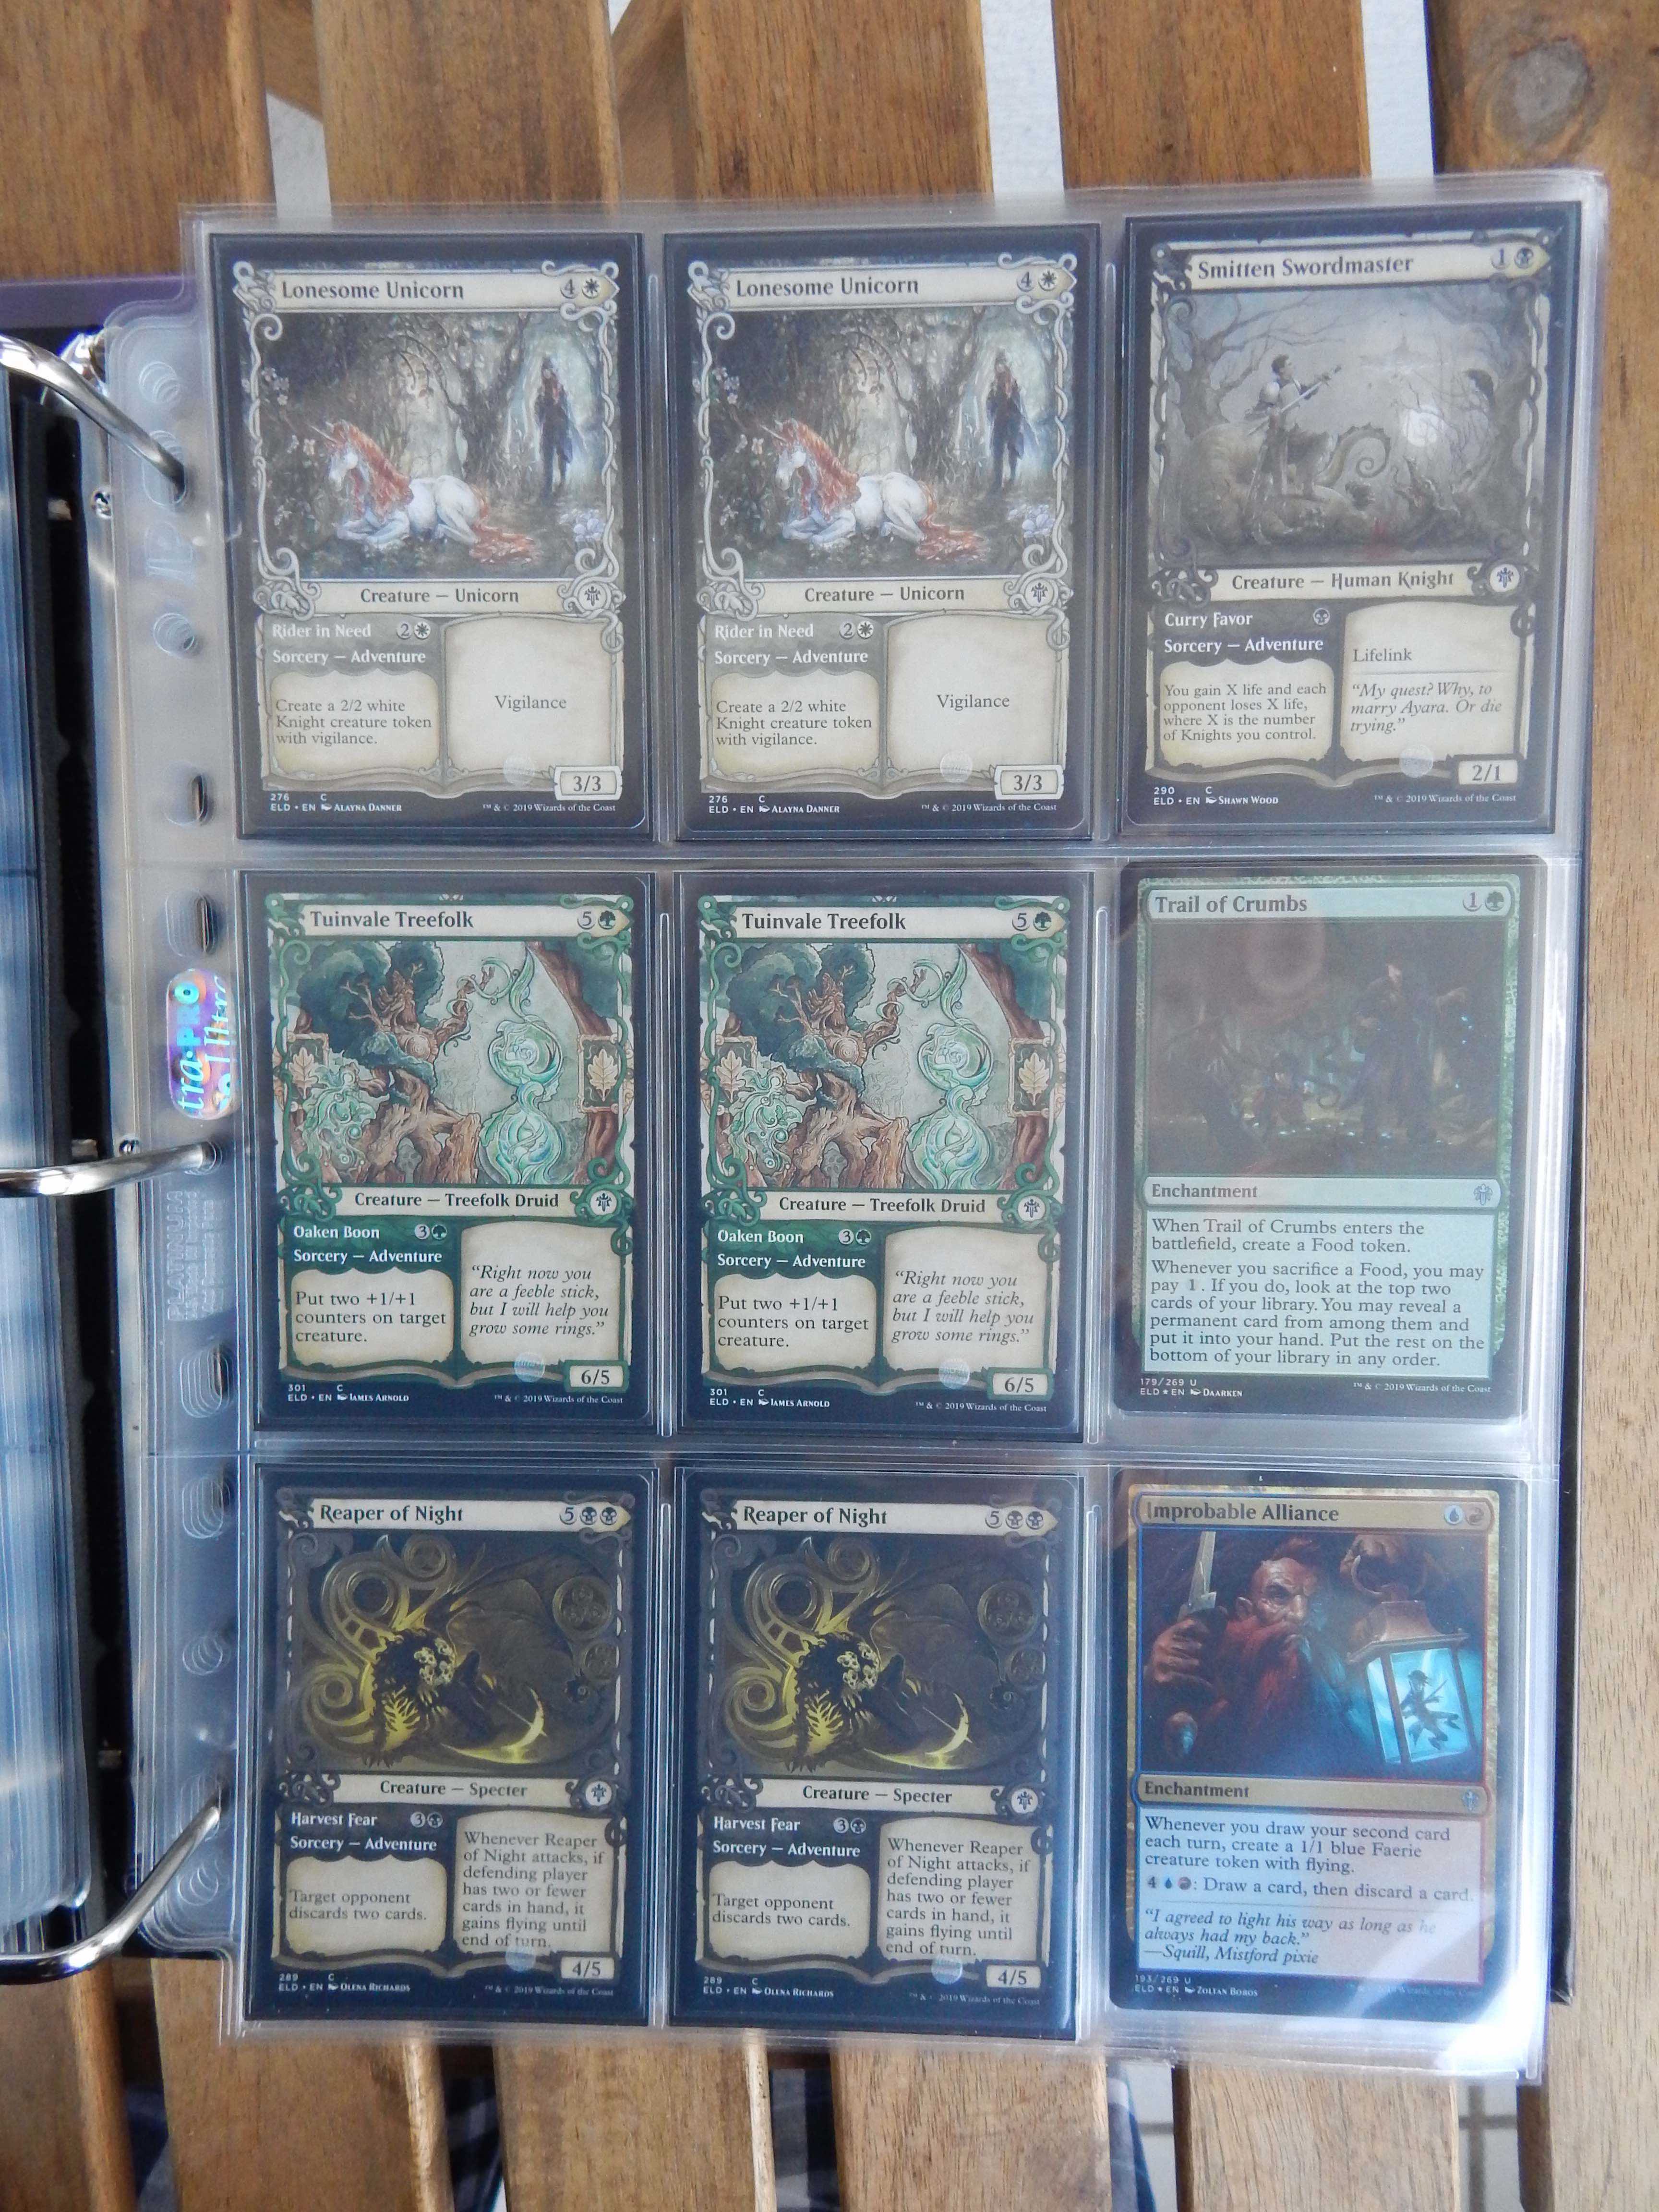 Lonesome Unicorn 4
Creature — Unicorn
Rider in Need 2
Sorcery — Adventure
Create a 2/2 white
Knight creature token
with vigilance.
Vigilance
3/3
276 C
ELD • EN ALAYNA DANNER
™ & © 2019 Wizards of the Coast
Lonesome Unicorn 4
Creature — Unicorn
Rider in Need 2
Sorcery — Adventure
Create a 2/2 white
Knight creature token
with vigilance.
Vigilance
3/3
276 C
ELD • EN ALAYNA DANNER
™ & © 2019 Wizards of the Coast
Smitten Swordmaster 1
Creature — Human Knight
Curry Favor
Sorcery — Adventure
You gain X life and each
opponent loses X life,
where X is the number
of Knights you control.
Lifelink
“My quest? Why, to
marry Ayara. Or die
trying.”
2/1
290 C
ELD • EN SHAWN WOOD
™ & © 2019 Wizards of the Coast
Tuinvale Treefolk 5
Creature — Treefolk Druid
Oaken Boon 3
Sorcery — Adventure
Put two +1/+1
counters on target
creature.
“Right now you
are a feeble stick,
but I will help you
grow some rings.”
6/5
301 C
ELD • EN IAMES ARNOLD
™ & © 2019 Wizards of the Coast
Tuinvale Treefolk 5
Creature — Treefolk Druid
Oaken Boon 3
Sorcery — Adventure
Put two +1/+1
counters on target
creature.
“Right now you
are a feeble stick,
but I will help you
grow some rings.”
6/5
301 C
ELD • EN IAMES ARNOLD
™ & © 2019 Wizards of the Coast
Trail of Crumbs 1
Enchantment
When Trail of Crumbs enters the
battlefield, create a Food token.
Whenever you sacrifice a Food, you may
pay 1. If you do, look at the top two
cards of your library. You may reveal a
permanent card from among them and
put it into your hand. Put the rest on the
bottom of your library in any order.
179/269 U
ELD ★ EN DAARKEN
™ & © 2019 Wizards of the Coast
tra•PRO
PLATINUM
Reaper of Night 5
Creature — Specter
Harvest Fear 3
Sorcery — Adventure
Target opponent
discards two cards.
Whenever Reaper
of Night attacks, if
defending player
has two or fewer
cards in hand, it
gains flying until
end of turn.
4/5
289 C
ELD • EN OLENA RICHARDS
™ & © 2019 Wizards of the Coast
Reaper of Night 5
Creature — Specter
Harvest Fear 3
Sorcery — Adventure
Target opponent
discards two cards.
Whenever Reaper
of Night attacks, if
defending player
has two or fewer
cards in hand, it
gains flying until
end of turn.
4/5
289 C
ELD • EN OLENA RICHARDS
™ & © 2019 Wizards of the Coast
Improbable Alliance
Enchantment
Whenever you draw your second card
each turn, create a 1/1 blue Faerie
creature token with flying.
4 : Draw a card, then discard a card.
“I agreed to light his way as long as he
always had my back.”
—Squill, Mistford pixie
193/269 U
ELD ★ EN ZOLTAN BOROS